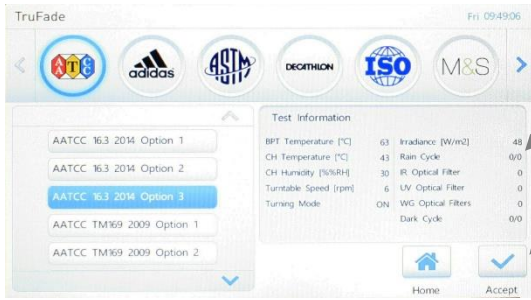 TruFade
Fri 09:49:06
AATCC
adidas
ASTM
DECATHLON
ISO
M&S
AATCC 16.3 2014 Option 1
AATCC 16.3 2014 Option 2
AATCC 16.3 2014 Option 3
AATCC TM169 2009 Option 1
AATCC TM169 2009 Option 2
Test Information
BPT Temperature [°C] 63
CH Temperature [°C] 43
CH Humidity [%%RH] 30
Turntable Speed [rpm] 6
Turning Mode ON
Irradiance [W/m2] 48
Rain Cycle 0/0
IR Optical Filter 0
UV Optical Filter 0
WG Optical Filters 0
Dark Cycle 0/0
Home
Accept